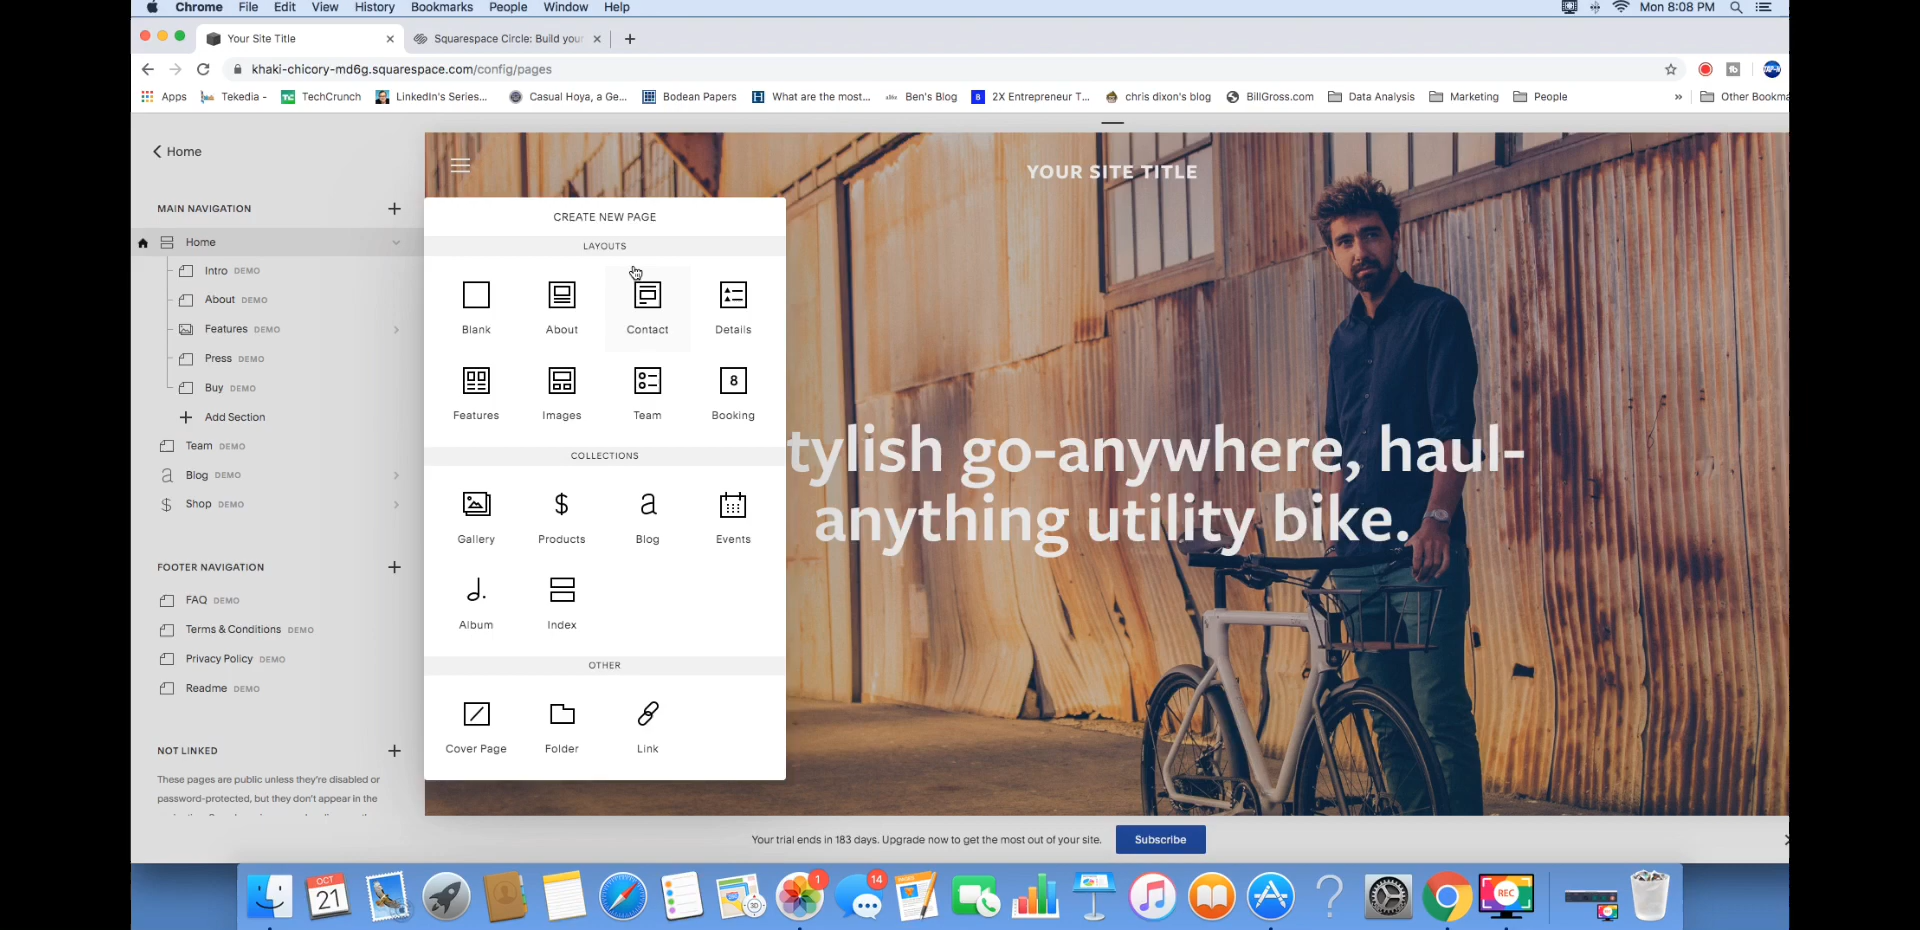 Chrome File Edit View History Bookmarks People Window Help Mon 8:08 PM
Your Site Title Squarespace Circle: Build your
khaki-chicory-md6g.squarespace.com/config/pages
Apps Tekedia - TechCrunch LinkedIn's Series... Casual Hoya, a Ge... Bodean Papers What are the most... Ben's Blog 2X Entrepreneur T... chris dixon's blog BillGross.com Data Analysis Marketing People » Other Bookma
Home
MAIN NAVIGATION
Home
Intro DEMO
About DEMO
Features DEMO
Press DEMO
Buy DEMO
Add Section
Team DEMO
Blog DEMO
Shop DEMO
FOOTER NAVIGATION
FAQ DEMO
Terms & Conditions DEMO
Privacy Policy DEMO
Readme DEMO
NOT LINKED
These pages are public unless they're disabled or
password-protected, but they don't appear in the
CREATE NEW PAGE
LAYOUTS
Blank About Contact Details
8
Features Images Team Booking
COLLECTIONS
Gallery Products Blog Events
Album Index
OTHER
Cover Page Folder Link
YOUR SITE TITLE
tylish go-anywhere, haul-
anything utility bike.
Your trial ends in 183 days. Upgrade now to get the most out of your site. Subscribe
OCT
21
1
14
REC